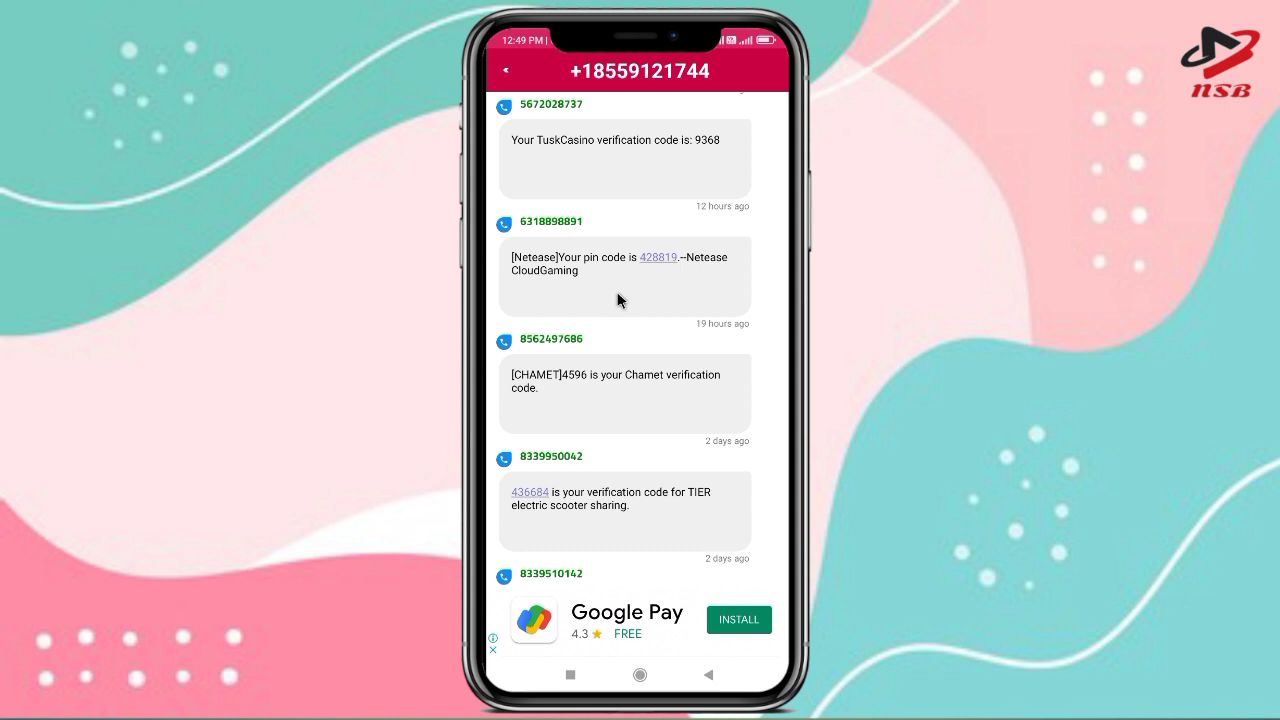 12:49 PM |
NSB
+18559121744
5672028737
Your TuskCasino verification code is: 9368
12 hours ago
6318898891
[Netease]Your pin code is 428819.--Netease
CloudGaming
19 hours ago
8562497686
[CHAMET]4596 is your Chamet verification
code.
2 days ago
8339950042
436684 is your verification code for TIER
electric scooter sharing.
2 days ago
8339510142
Google Pay
4.3 ★ FREE
INSTALL